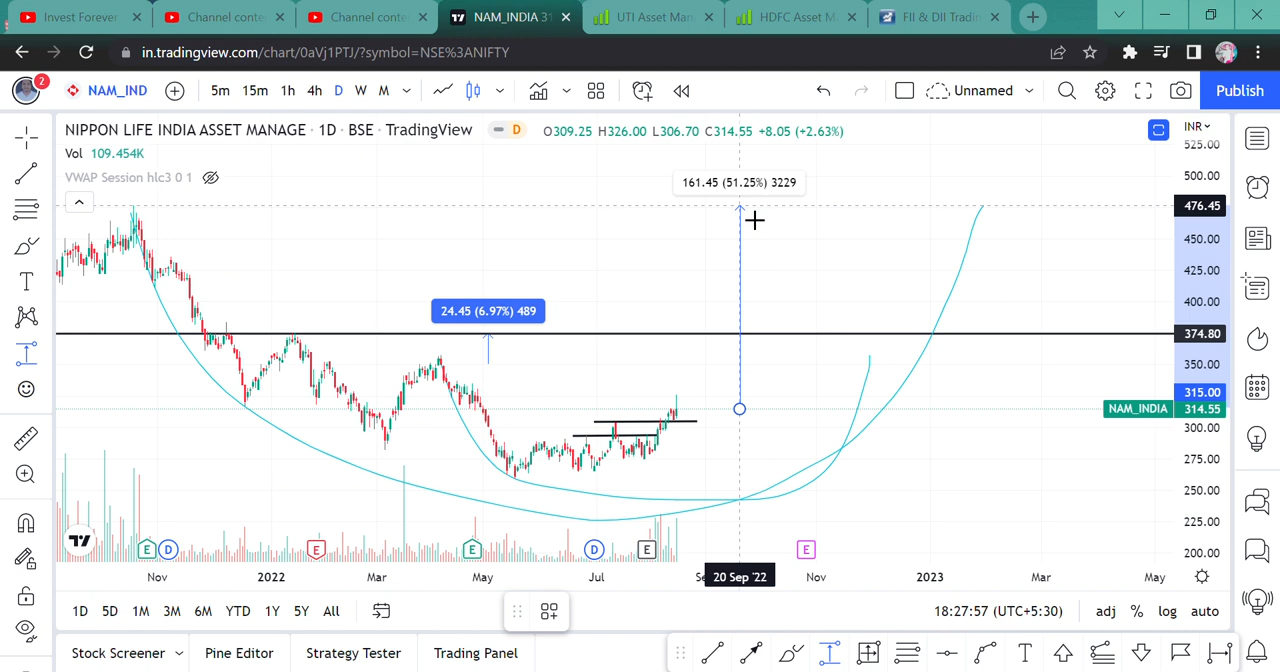 Invest Forever
Channel conte
Channel conte
NAM_INDIA 31
UTI Asset Man
HDFC Asset M
FII & DII Tradin
in.tradingview.com/chart/0aVj1PTJ/?symbol=NSE%3ANIFTY
2
NAM_IND
5m 15m 1h 4h D W M
Unnamed
Publish
NIPPON LIFE INDIA ASSET MANAGE · 1D · BSE · TradingView
D
O309.25 H326.00 L306.70 C314.55 +8.05 (+2.63%)
INR
Vol 109.454K
VWAP Session hlc3 0 1
525.00
500.00
476.45
450.00
425.00
400.00
374.80
350.00
315.00
NAM_INDIA 314.55
300.00
275.00
250.00
225.00
200.00
161.45 (51.25%) 3229
24.45 (6.97%) 489
E D E E D E E
Nov 2022 Mar May Jul Se 20 Sep '22 Nov 2023 Mar May
1D 5D 1M 3M 6M YTD 1Y 5Y All
18:27:57 (UTC+5:30) adj % log auto
Stock Screener Pine Editor Strategy Tester Trading Panel